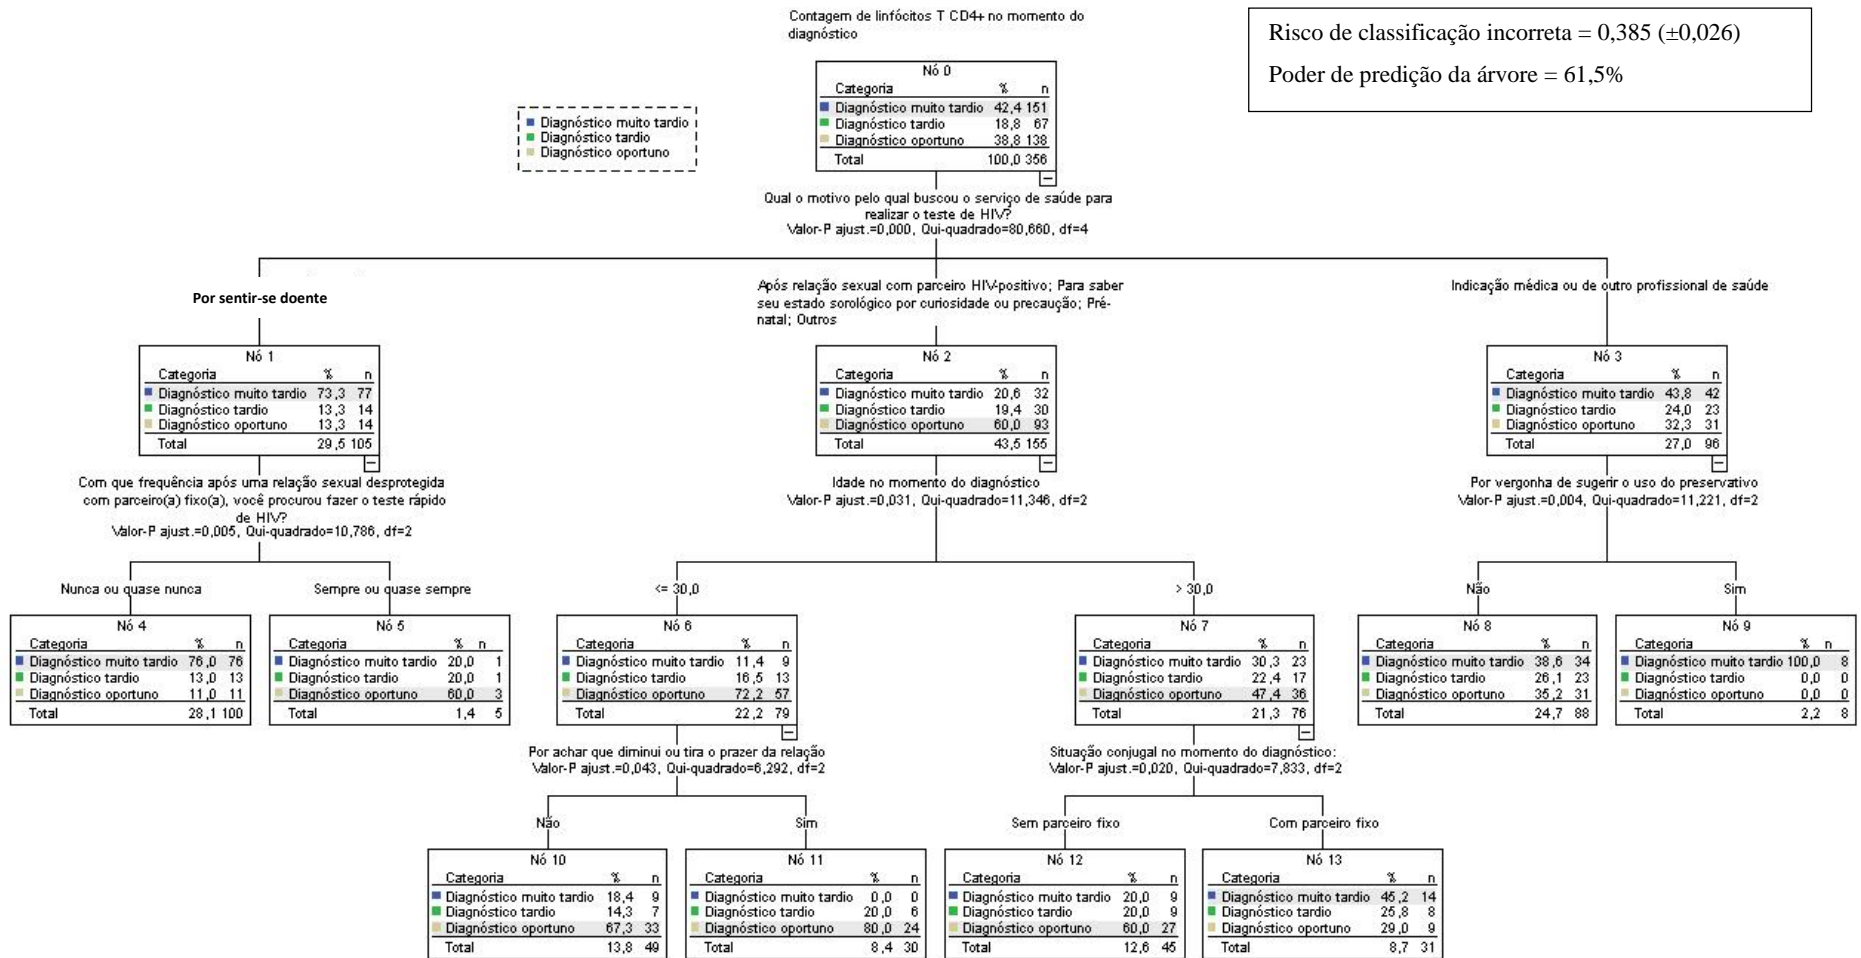 Contagem de linfócitos T CD4+ no momento do
diagnóstico
Risco de classificação incorreta = 0,385 (±0,026)
Poder de predição da árvore = 61,5%
Diagnóstico muito tardio
Diagnóstico tardio
Diagnóstico oportuno
Nó 0
Categoria % n
Diagnóstico muito tardio 42,4 151
Diagnóstico tardio 18,8 67
Diagnóstico oportuno 38,8 138
Total 100,0 356
Qual o motivo pelo qual buscou o serviço de saúde para
realizar o teste de HIV?
Valor-P ajust.=0,000, Qui-quadrado=80,660, df=4
Por sentir-se doente
Após relação sexual com parceiro HIV-positivo; Para saber
seu estado sorológico por curiosidade ou precaução; Pré-
natal; Outros
Indicação médica ou de outro profissional de saúde
Nó 1
Categoria % n
Diagnóstico muito tardio 73,3 77
Diagnóstico tardio 13,3 14
Diagnóstico oportuno 13,3 14
Total 29,5 105
Nó 2
Categoria % n
Diagnóstico muito tardio 20,6 32
Diagnóstico tardio 19,4 30
Diagnóstico oportuno 60,0 93
Total 43,5 155
Nó 3
Categoria % n
Diagnóstico muito tardio 43,8 42
Diagnóstico tardio 24,0 23
Diagnóstico oportuno 32,3 31
Total 27,0 96
Com que frequência após uma relação sexual desprotegida
com parceiro(a) fixo(a), você procurou fazer o teste rápido
de HIV?
Valor-P ajust.=0,005, Qui-quadrado=10,786, df=2
Idade no momento do diagnóstico
Valor-P ajust.=0,031, Qui-quadrado=11,346, df=2
Por vergonha de sugerir o uso do preservativo
Valor-P ajust.=0,004, Qui-quadrado=11,221, df=2
Nunca ou quase nunca
Sempre ou quase sempre
<= 30,0
> 30,0
Não
Sim
Nó 4
Categoria % n
Diagnóstico muito tardio 76,0 76
Diagnóstico tardio 13,0 13
Diagnóstico oportuno 11,0 11
Total 28,1 100
Nó 5
Categoria % n
Diagnóstico muito tardio 20,0 1
Diagnóstico tardio 20,0 1
Diagnóstico oportuno 60,0 3
Total 1,4 5
Nó 6
Categoria % n
Diagnóstico muito tardio 11,4 9
Diagnóstico tardio 16,5 13
Diagnóstico oportuno 72,2 57
Total 22,2 79
Nó 7
Categoria % n
Diagnóstico muito tardio 30,3 23
Diagnóstico tardio 22,4 17
Diagnóstico oportuno 47,4 36
Total 21,3 76
Nó 8
Categoria % n
Diagnóstico muito tardio 38,6 34
Diagnóstico tardio 26,1 23
Diagnóstico oportuno 35,2 31
Total 24,7 88
Nó 9
Categoria % n
Diagnóstico muito tardio 100,0 8
Diagnóstico tardio 0,0 0
Diagnóstico oportuno 0,0 0
Total 2,2 8
Por achar que diminui ou tira o prazer da relação
Valor-P ajust.=0,043, Qui-quadrado=6,292, df=2
Situação conjugal no momento do diagnóstico:
Valor-P ajust.=0,020, Qui-quadrado=7,833, df=2
Não
Sim
Sem parceiro fixo
Com parceiro fixo
Nó 10
Categoria % n
Diagnóstico muito tardio 18,4 9
Diagnóstico tardio 14,3 7
Diagnóstico oportuno 67,3 33
Total 13,8 49
Nó 11
Categoria % n
Diagnóstico muito tardio 0,0 0
Diagnóstico tardio 20,0 6
Diagnóstico oportuno 80,0 24
Total 8,4 30
Nó 12
Categoria % n
Diagnóstico muito tardio 20,0 9
Diagnóstico tardio 20,0 9
Diagnóstico oportuno 60,0 27
Total 12,6 45
Nó 13
Categoria % n
Diagnóstico muito tardio 45,2 14
Diagnóstico tardio 25,8 8
Diagnóstico oportuno 29,0 9
Total 8,7 31